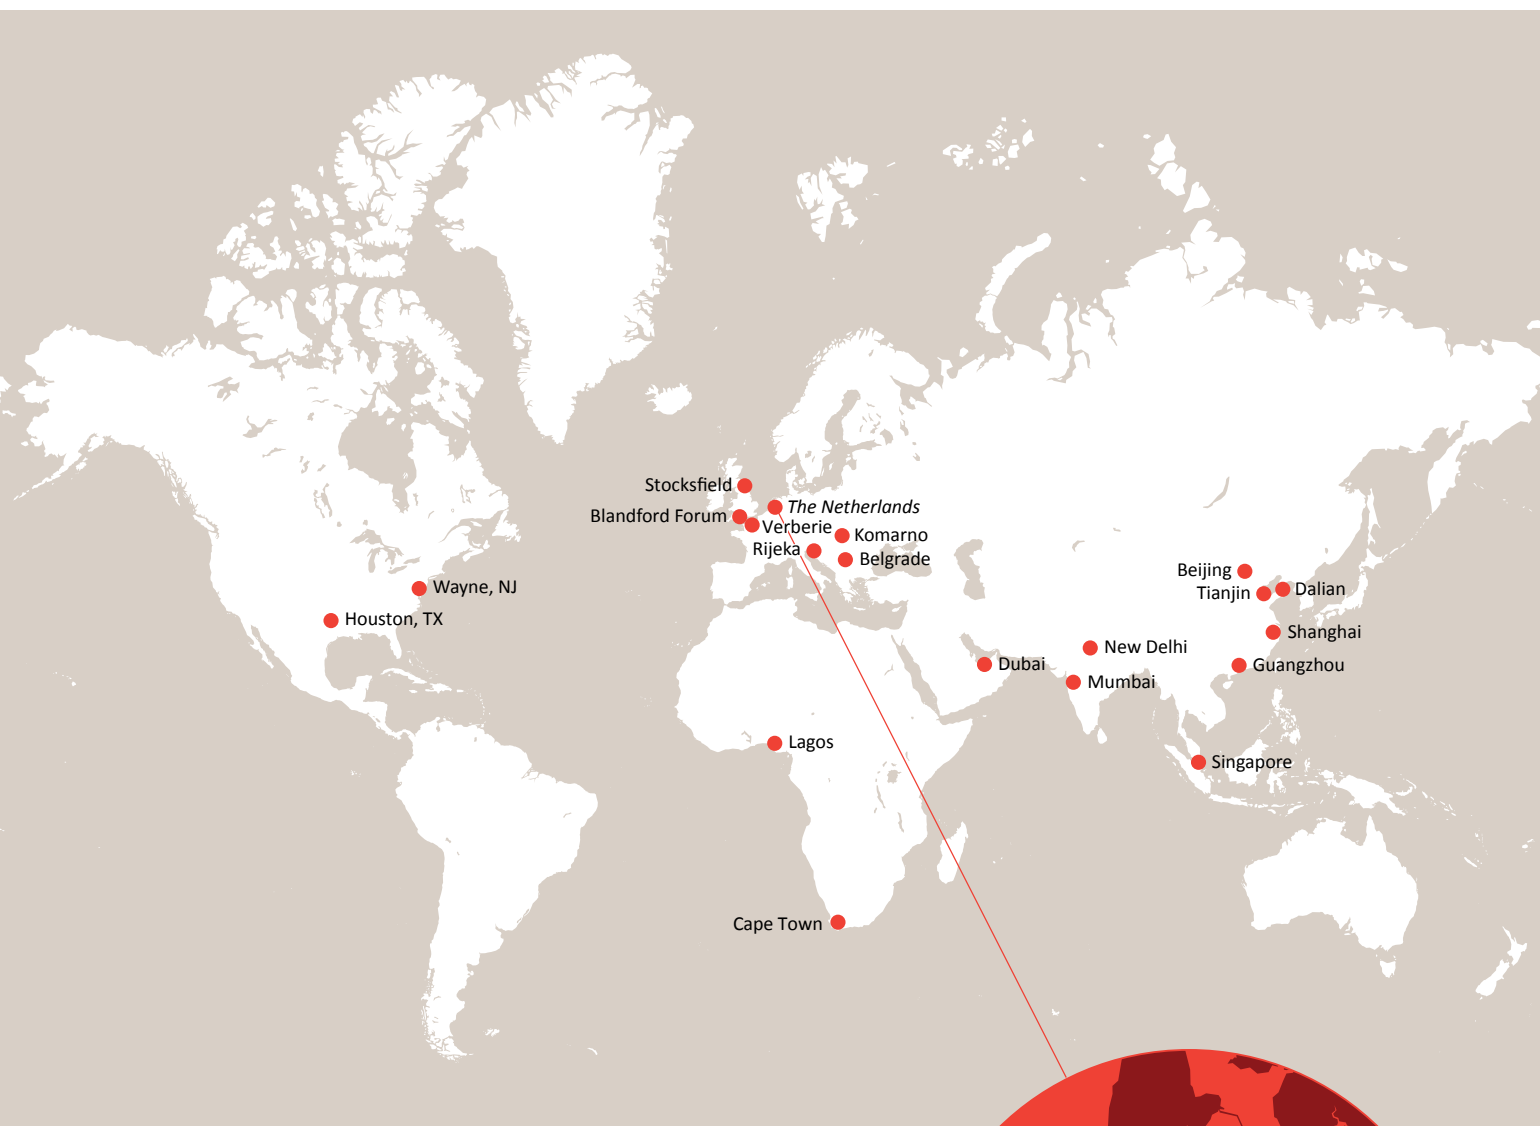 Stocksfield
The Netherlands
Blandford Forum
Verberie
Komarno
Rijeka
Belgrade
Beijing
Wayne, NJ
Tianjin
Dalian
Houston, TX
Shanghai
New Delhi
Dubai
Guangzhou
Mumbai
Lagos
Singapore
Cape Town